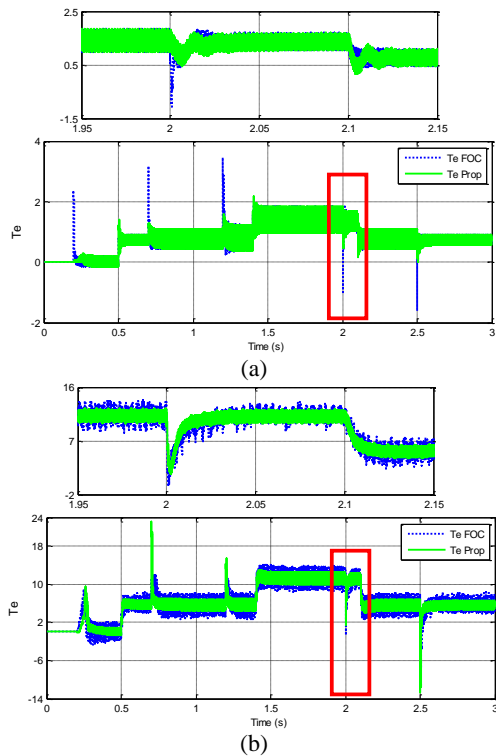 2.5
0.5
-1.5
1.95 2 2.05 2.1 2.15
4
2
0
-2
Te
Te FOC
Te Prop
0 0.5 1 1.5 2 2.5 3
Time (s)
(a)
16
7
-2
1.95 2 2.05 2.1 2.15
24
18
10
2
-6
-14
Te
Te FOC
Te Prop
0 0.5 1 1.5 2 2.5 3
Time (s)
(b)